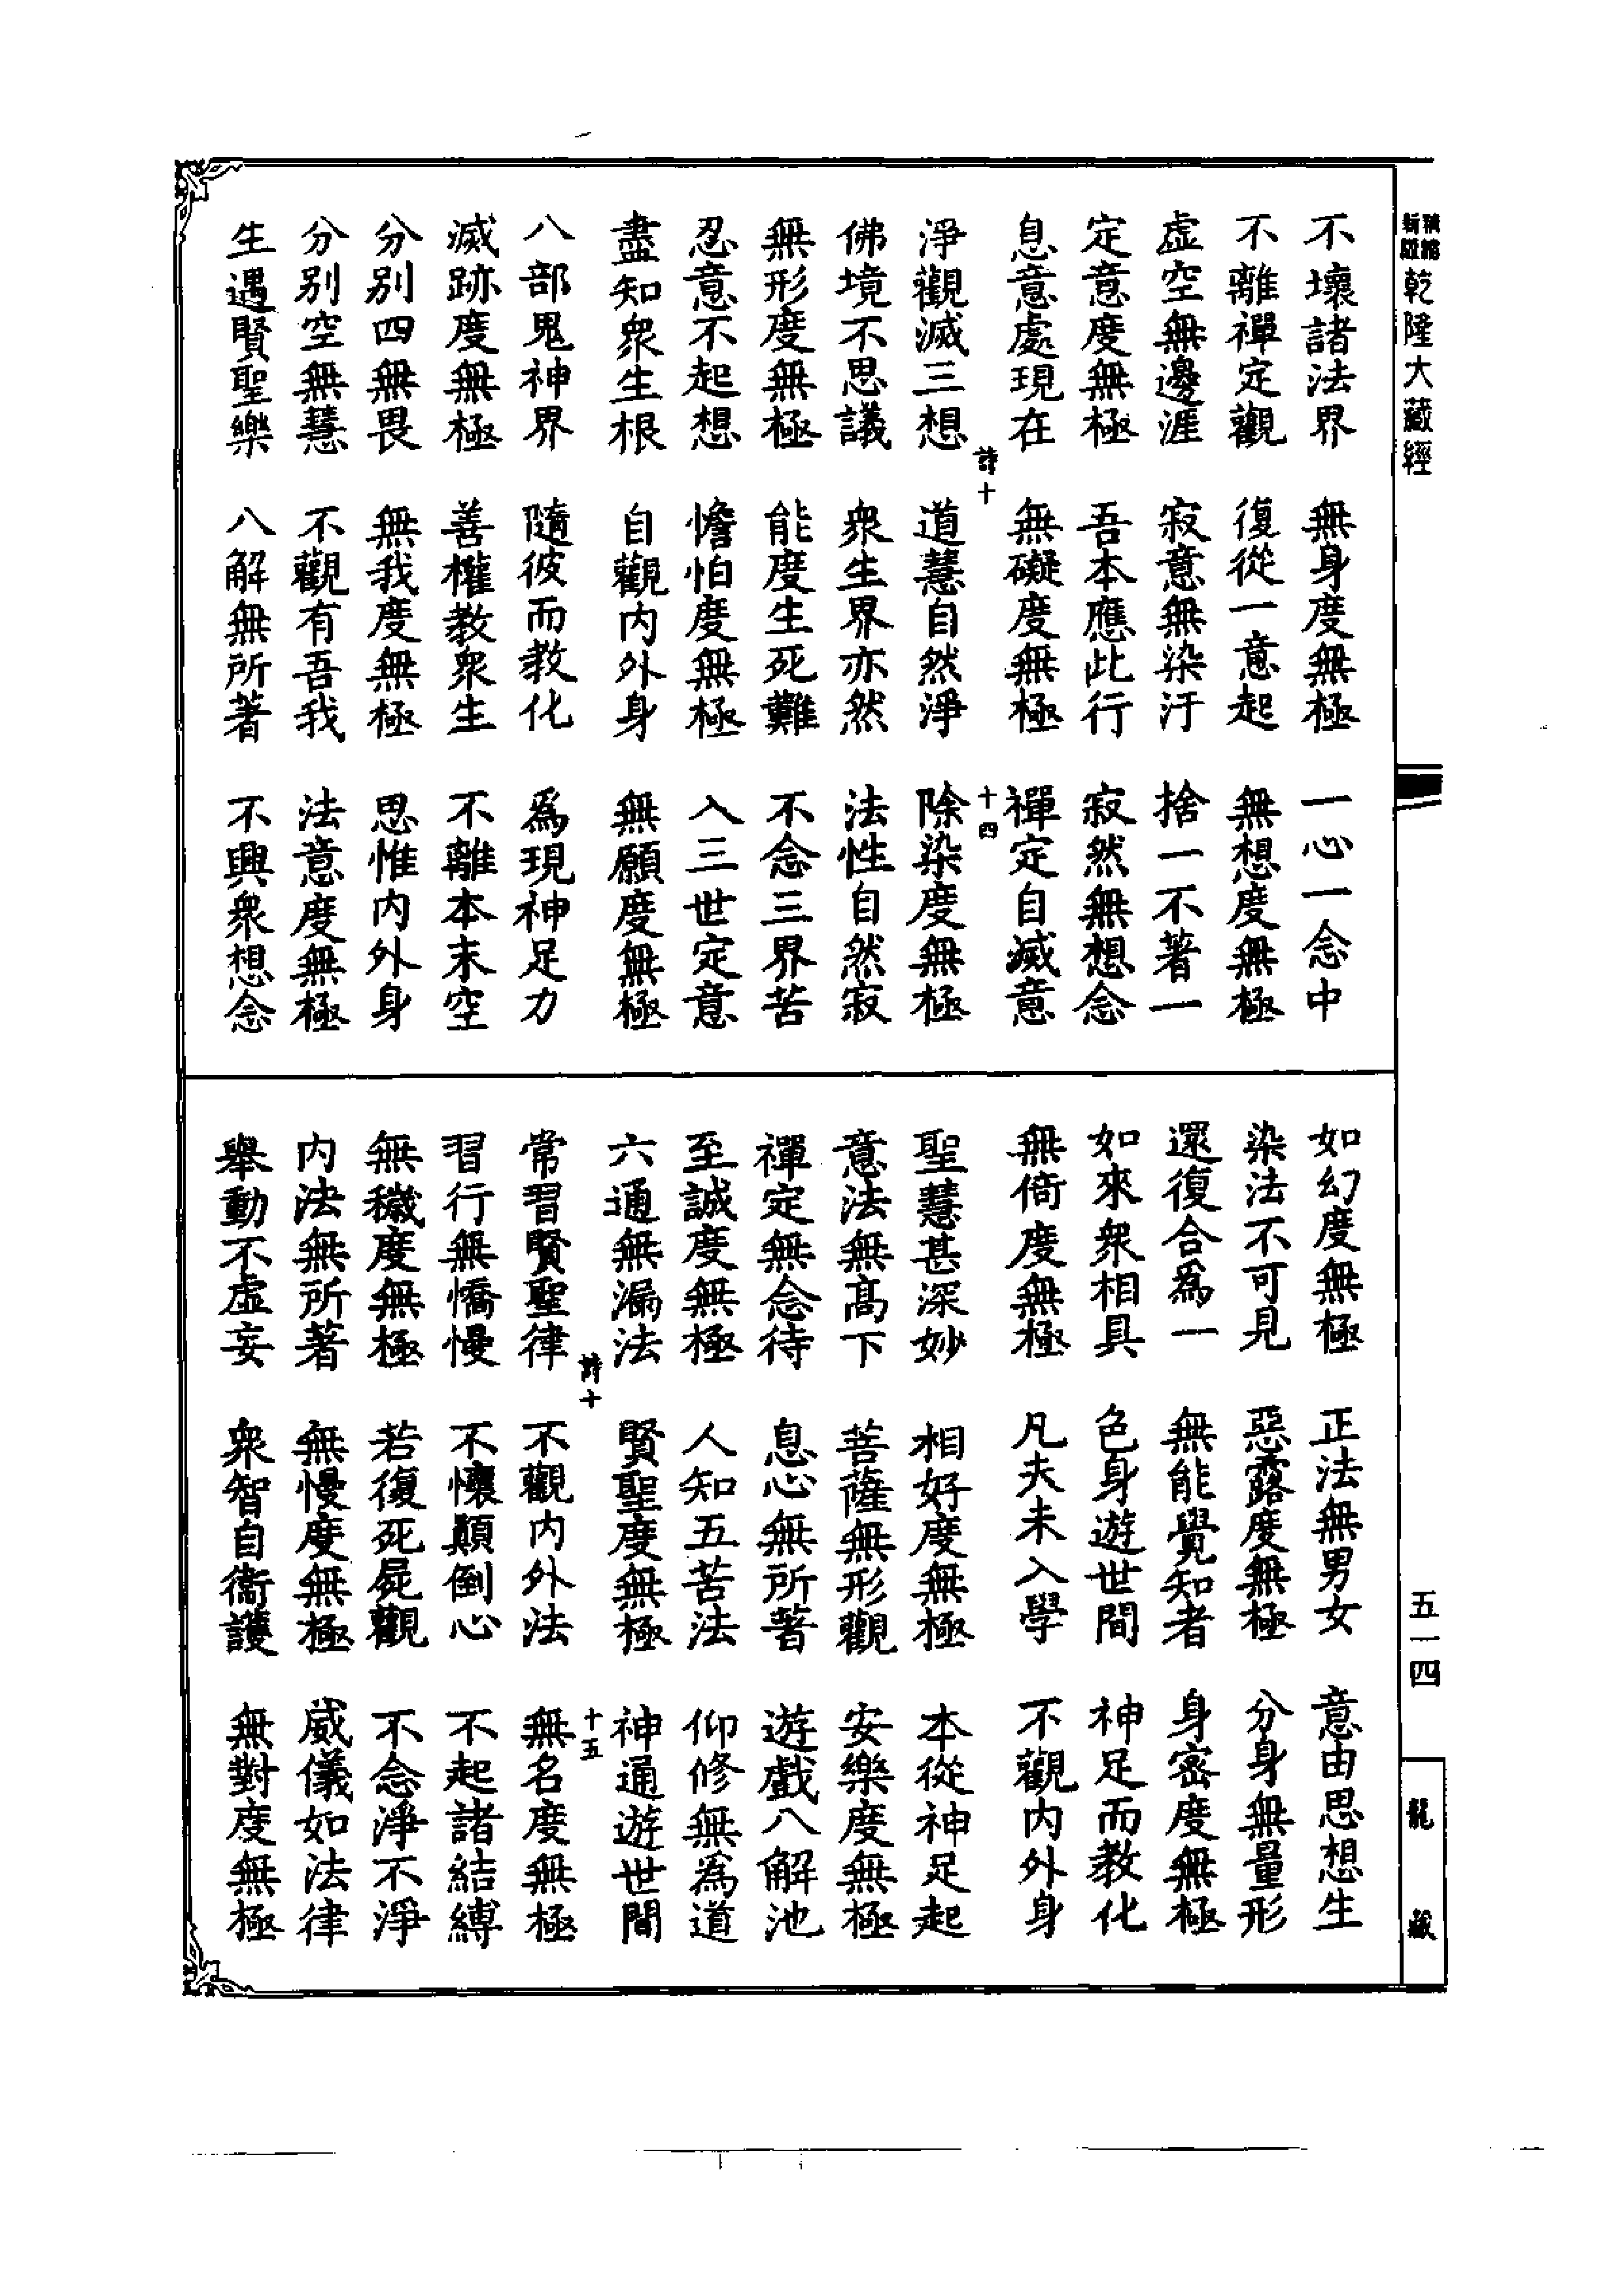 精縮
新版
乾隆大藏經
不壞諸法界　無身度無極　一心一念中
不離禪定觀　復從一意起　無想度無極
虛空無邊涯　寂意無染汙　捨一不著一
定意度無極　吾本應此行　寂然無想念
息意處現在　無礙度無極　禪定自滅意
詩十　十四
淨觀滅三想　道慧自然淨　除染度無極
佛境不思議　衆生界亦然　法性自然寂
無形度無極　能度生死難　不念三界苦
忍意不起想　憺怕度無極　入三世定意
盡知衆生根　自觀內外身　無願度無極
八部鬼神界　隨彼而教化　爲現神足力
滅跡度無極　善權教衆生　不離本末空
分别四無畏　無我度無極　思惟內外身
分别空無慧　不觀有吾我　法意度無極
生遇賢聖樂　八解無所著　不興衆想念
如幻度無極　正法無男女　意由思想生
染法不可見　惡露度無極　分身無量形
還復合爲一　無能覺知者　身密度無極
如來衆相具　色身遊世間　神足而教化
無倚度無極　凡夫未入學　不觀內外身
聖慧甚深妙　相好度無極　本從神足起
意法無高下　菩薩無形觀　安樂度無極
禪定無念待　息心無所著　遊戲八解池
至誠度無極　人知五苦法　仰修無爲道
六通無漏法　賢聖度無極　神通遊世間
詩十　十五
常習賢聖律　不觀內外法　無名度無極
習行無憍慢　不懷顛倒心　不起諸結縛
無穢度無極　若復死屍觀　不念淨不淨
內法無所著　無慢度無極　威儀如法律
舉動不虛妄　衆智自衞護　無對度無極
五一四
龍藏